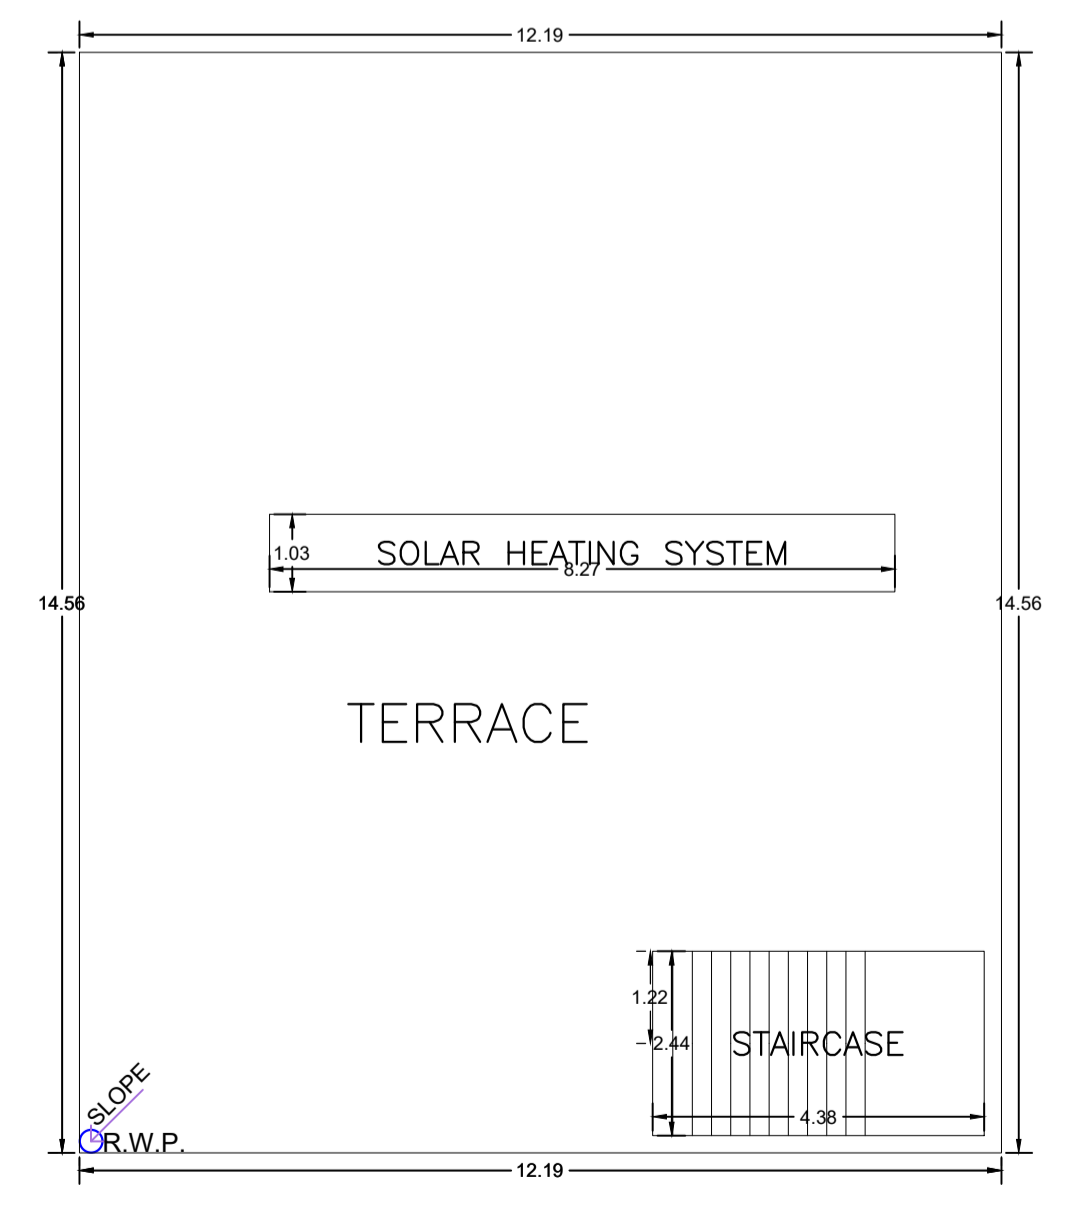 12.19
1.03
SOLAR HEATING SYSTEM
8.27
14.56
14.56
TERRACE
1.22
2.44
STAIRCASE
4.38
SLOPE
R.W.P.
12.19